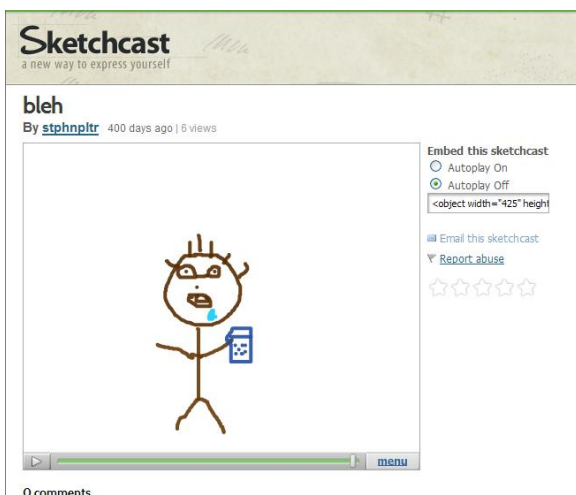 Sketchcast
a new way to express yourself
bleh
By stphnpltr 400 days ago | 6 views
Embed this sketchcast
Autoplay On
Autoplay Off
<object width="425" height
Email this sketchcast
Report abuse
menu
0 comments